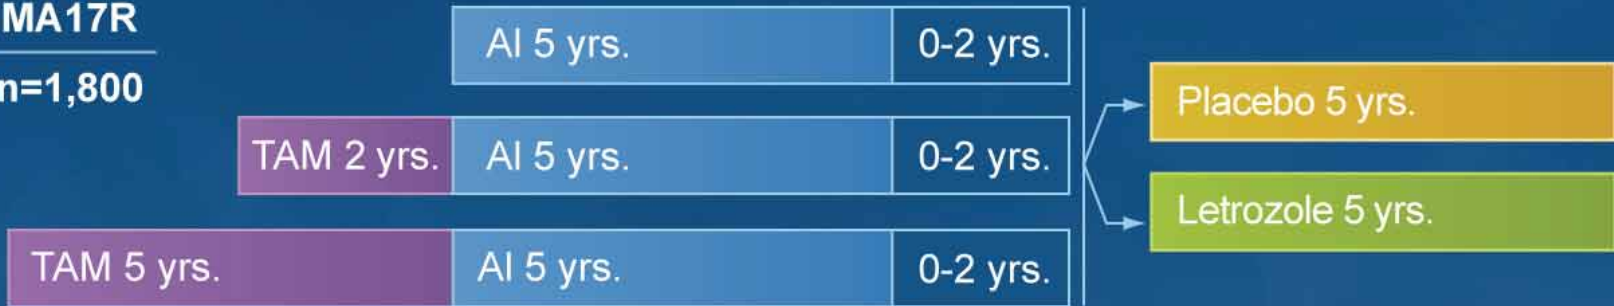 MA17R
n=1,800
AI 5 yrs. 0-2 yrs.
TAM 2 yrs. AI 5 yrs. 0-2 yrs.
TAM 5 yrs. AI 5 yrs. 0-2 yrs.
Placebo 5 yrs.
Letrozole 5 yrs.